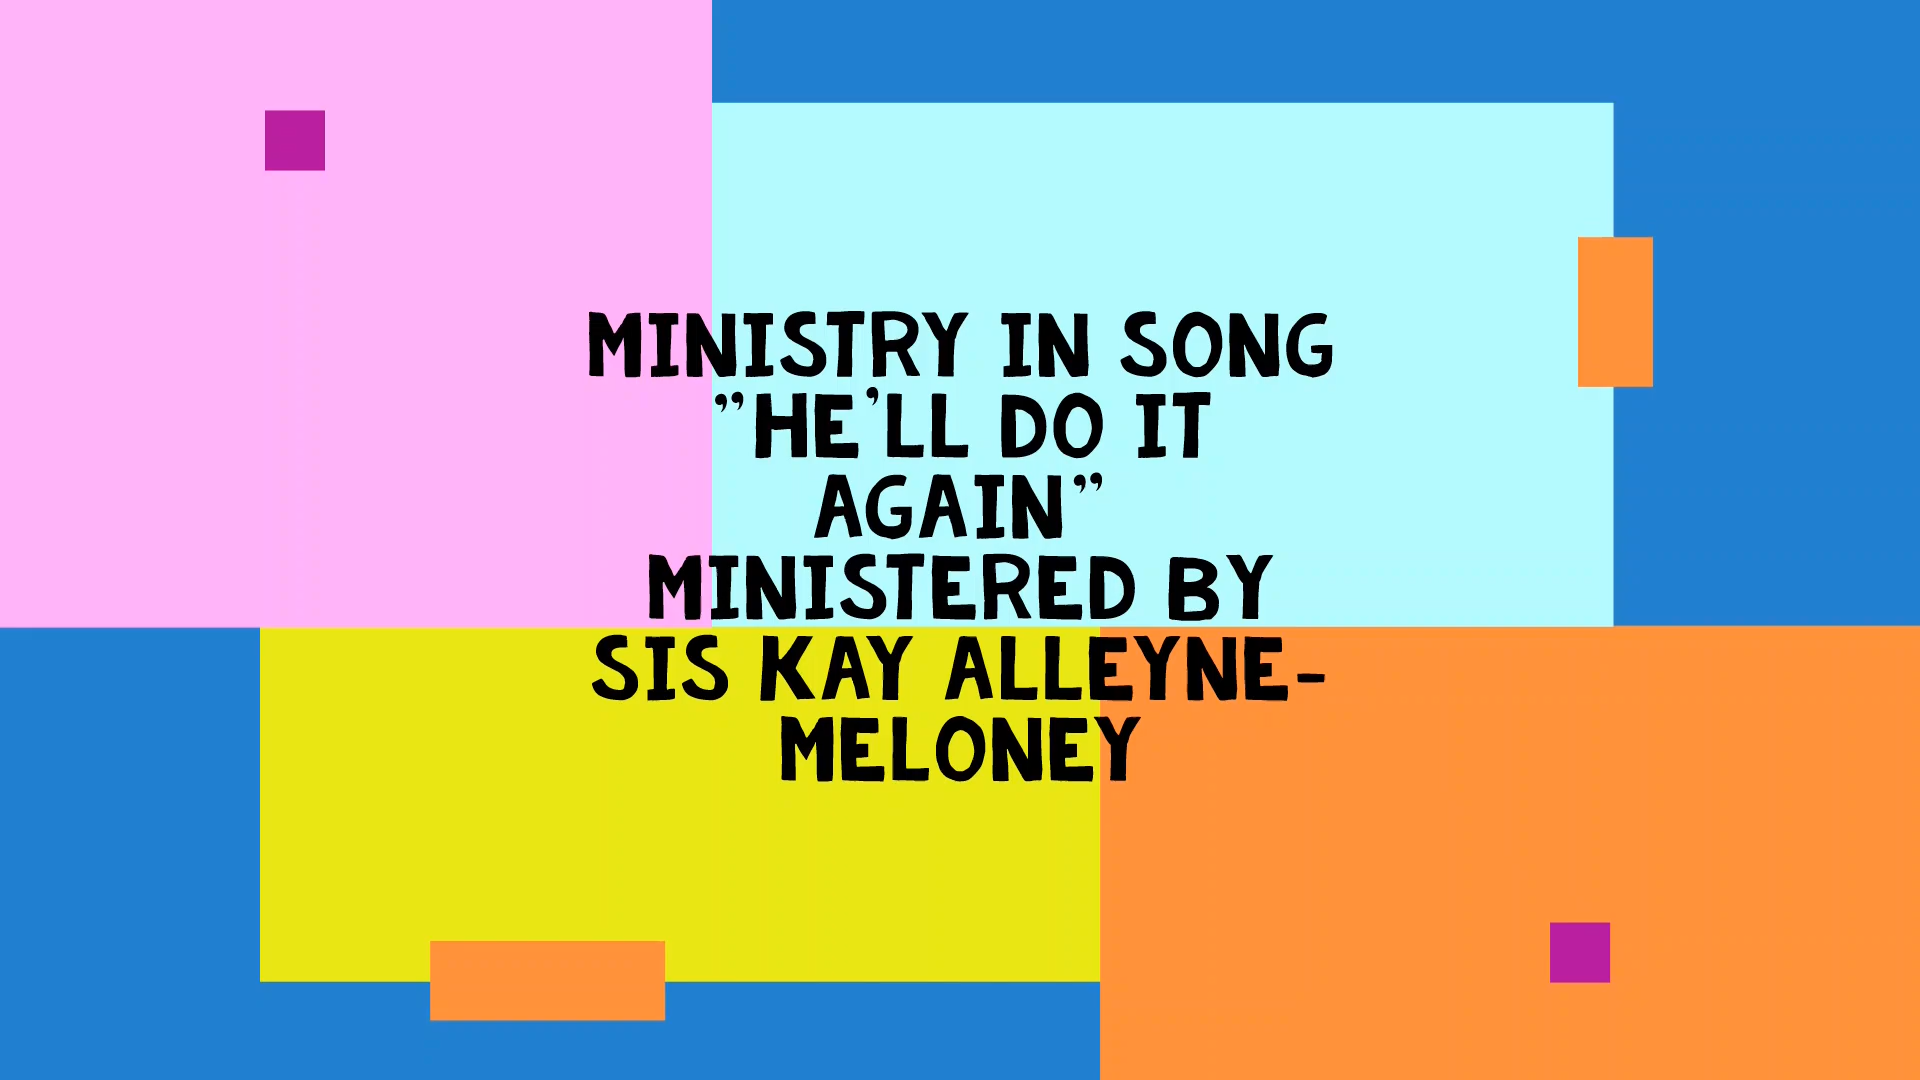 MINISTRY IN SONG
”HE’LL DO IT
AGAIN”
MINISTERED BY
SIS KAY ALLEYNE-
MELONEY